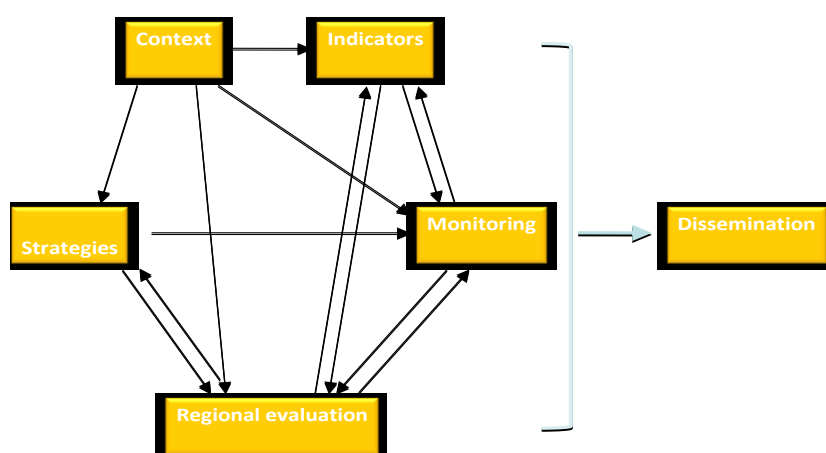 Context
Indicators
Strategies
Monitoring
Dissemination
Regional evaluation